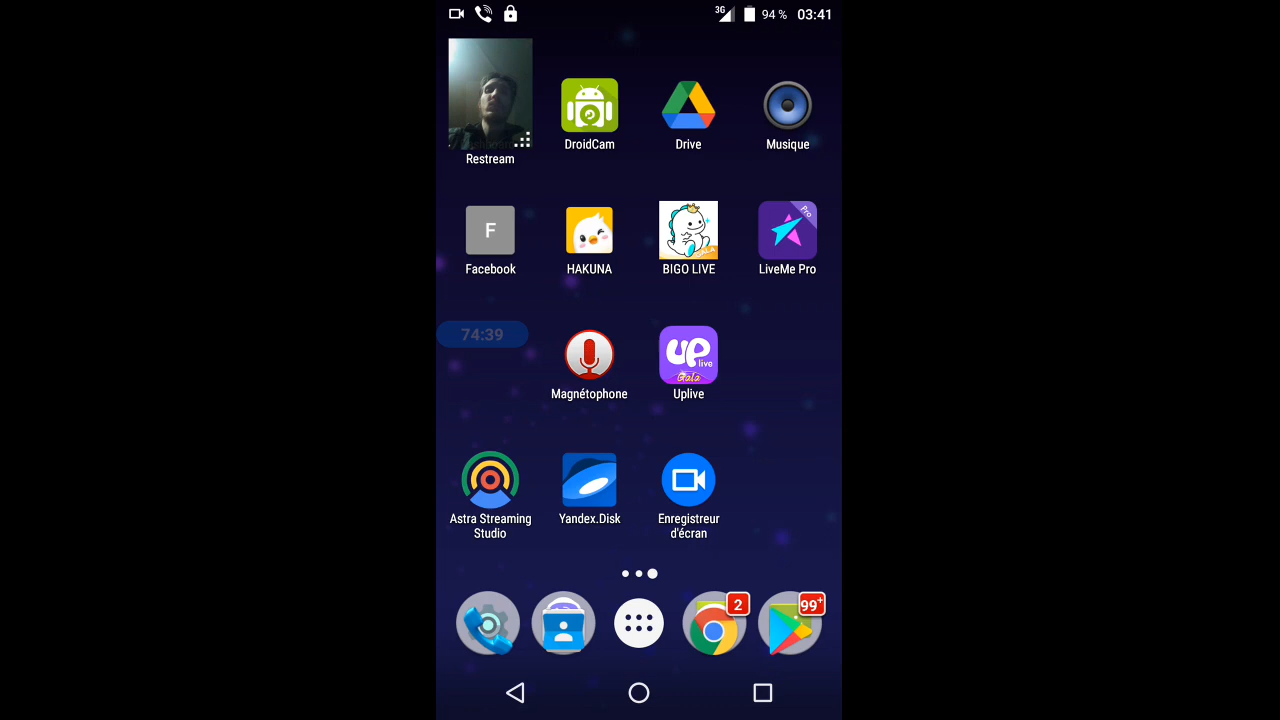 3G 94 % 03:41
Restream
DroidCam
Drive
Musique
F
Facebook
HAKUNA
BIGO LIVE
Pro
LiveMe Pro
74:39
Magnétophone
up live
Gala
Uplive
Astra Streaming
Studio
Yandex.Disk
Enregistreur
d'écran
2
99+